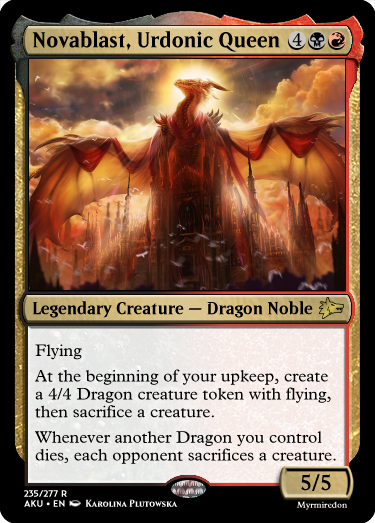 Novablast, Urdonic Queen 4
Legendary Creature — Dragon Noble
Flying
At the beginning of your upkeep, create
a 4/4 Dragon creature token with flying,
then sacrifice a creature.
Whenever another Dragon you control
dies, each opponent sacrifices a creature.
5/5
235/277 R
AKU • EN Karolina Plutowska
Myrmiredon